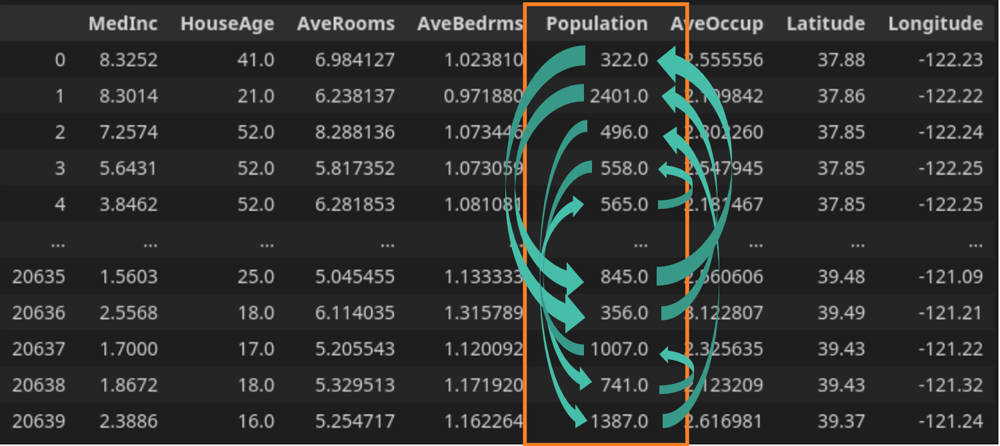 MedInc HouseAge AveRooms AveBedrms Population AveOccup Latitude Longitude
0 8.3252 41.0 6.984127 1.023810 322.0 2.555556 37.88 -122.23
1 8.3014 21.0 6.238137 0.971880 2401.0 2.109842 37.86 -122.22
2 7.2574 52.0 8.288136 1.073446 496.0 2.802260 37.85 -122.24
3 5.6431 52.0 5.817352 1.073059 558.0 2.547945 37.85 -122.25
4 3.8462 52.0 6.281853 1.081081 565.0 2.181467 37.85 -122.25
... ... ... ... ... ... ... ... ...
20635 1.5603 25.0 5.045455 1.133333 845.0 2.560606 39.48 -121.09
20636 2.5568 18.0 6.114035 1.315789 356.0 3.122807 39.49 -121.21
20637 1.7000 17.0 5.205543 1.120092 1007.0 2.325635 39.43 -121.22
20638 1.8672 18.0 5.329513 1.171920 741.0 2.123209 39.43 -121.32
20639 2.3886 16.0 5.254717 1.162264 1387.0 2.616981 39.37 -121.24